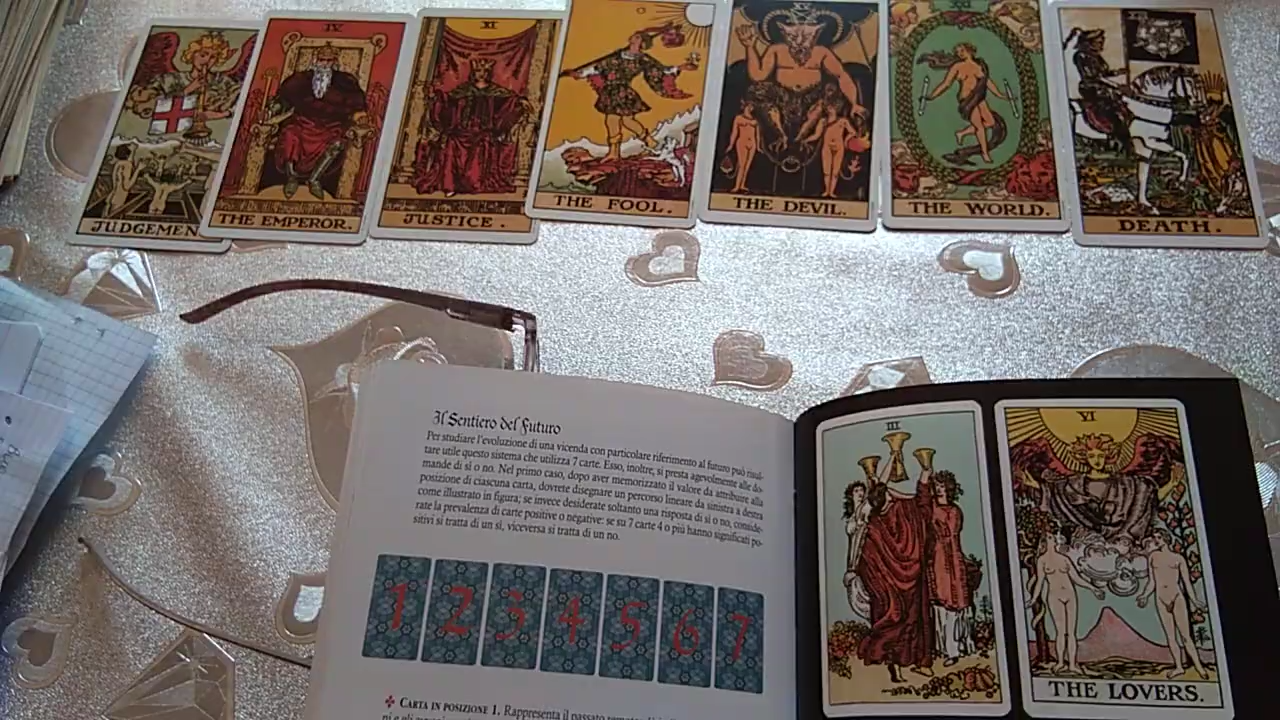 IV
XI
XV
XXI
JUDGEMEN
THE EMPEROR.
JUSTICE .
THE FOOL.
THE DEVIL.
THE WORLD.
DEATH.
Il Sentiero del Futuro
Per studiare l'evoluzione di una vicenda con particolare riferimento al futuro può risul-
tare utile questo sistema che utilizza 7 carte. Esso, inoltre, si presta agevolmente alle do-
mande di sì o no. Nel primo caso, dopo aver memorizzato il valore da attribuire alla
posizione di ciascuna carta, dovrete disegnare un percorso lineare da sinistra a destra
come illustrato in figura; se invece desiderate soltanto una risposta di sì o no, conside-
rate la prevalenza di carte positive o negative: se su 7 carte 4 o più hanno significati po-
sitivi si tratta di un sì, viceversa si tratta di un no.
1 2 3 4 5 6 7
CARTA IN POSIZIONE 1. Rappresenta il passato
III
VI
THE LOVERS.